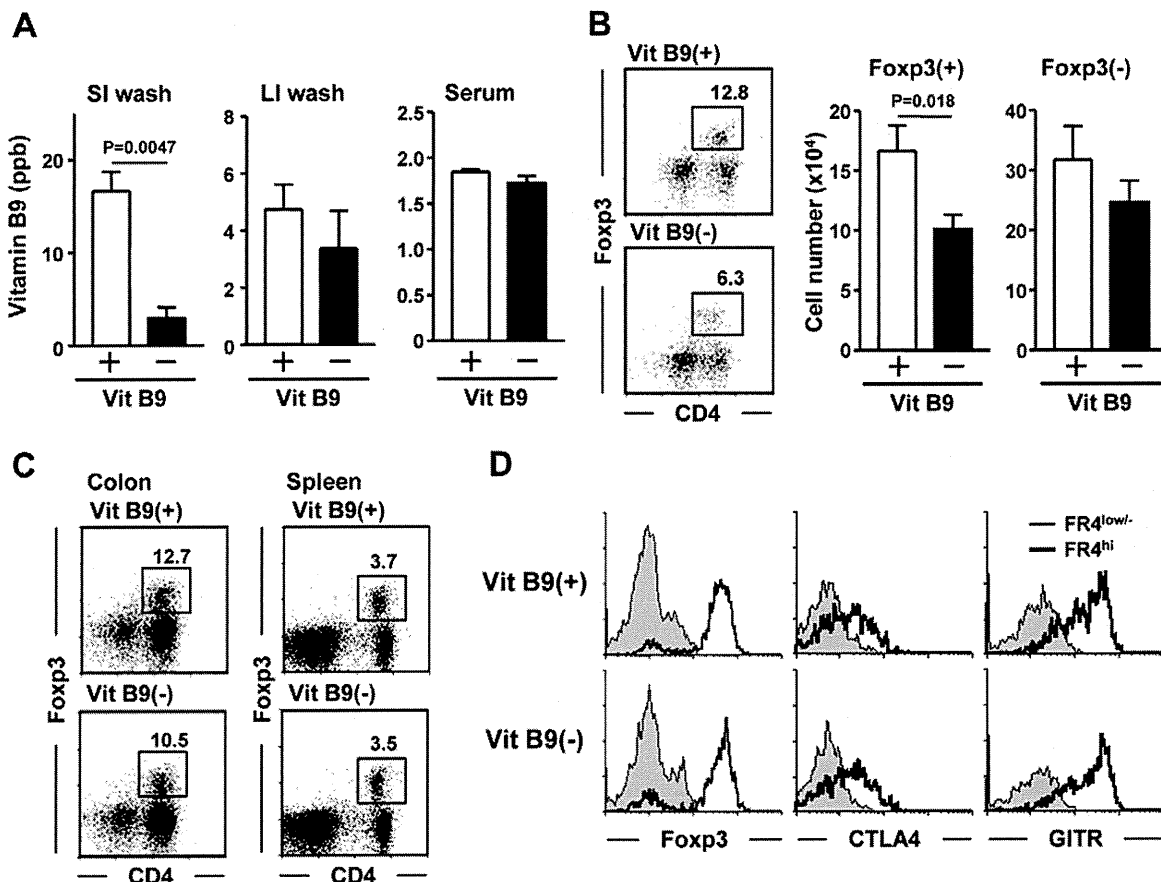 A
SI wash
LI wash
Serum
Vitamin B9 (ppb)
20
10
0
P=0.0047
8
6
4
2
0
2.5
2.0
1.5
1.0
0.5
0.0
+ −
+ −
+ −
Vit B9
Vit B9
Vit B9
B
Vit B9(+)
12.8
Vit B9(-)
6.3
Foxp3
CD4
Foxp3(+)
Foxp3(-)
Cell number (x10⁴)
20
15
10
5
0
P=0.018
40
30
20
10
0
+ −
+ −
Vit B9
Vit B9
C
Colon
Spleen
Vit B9(+)
Vit B9(+)
12.7
3.7
Vit B9(-)
Vit B9(-)
10.5
3.5
Foxp3
Foxp3
CD4
CD4
D
FR4low/-
FR4hi
Vit B9(+)
Vit B9(-)
Foxp3
CTLA4
GITR